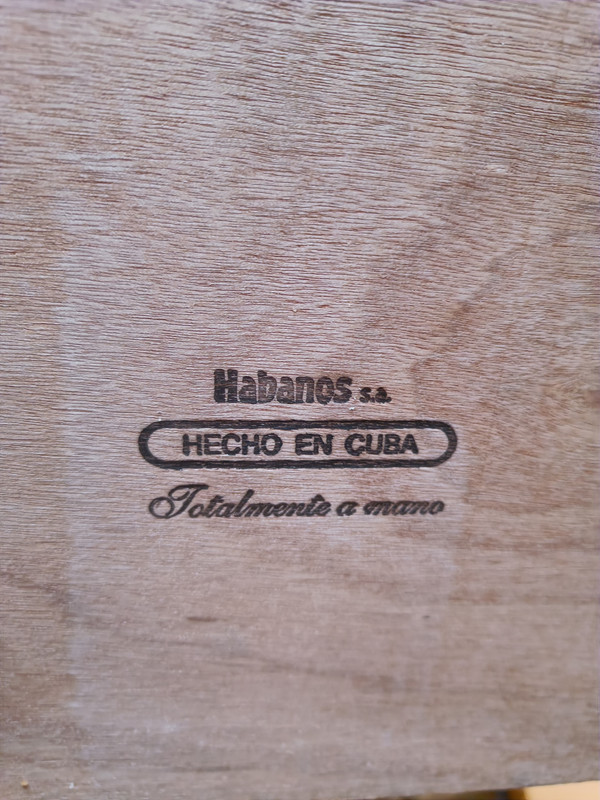 Habanos s.a.
HECHO EN CUBA
Totalmente a mano